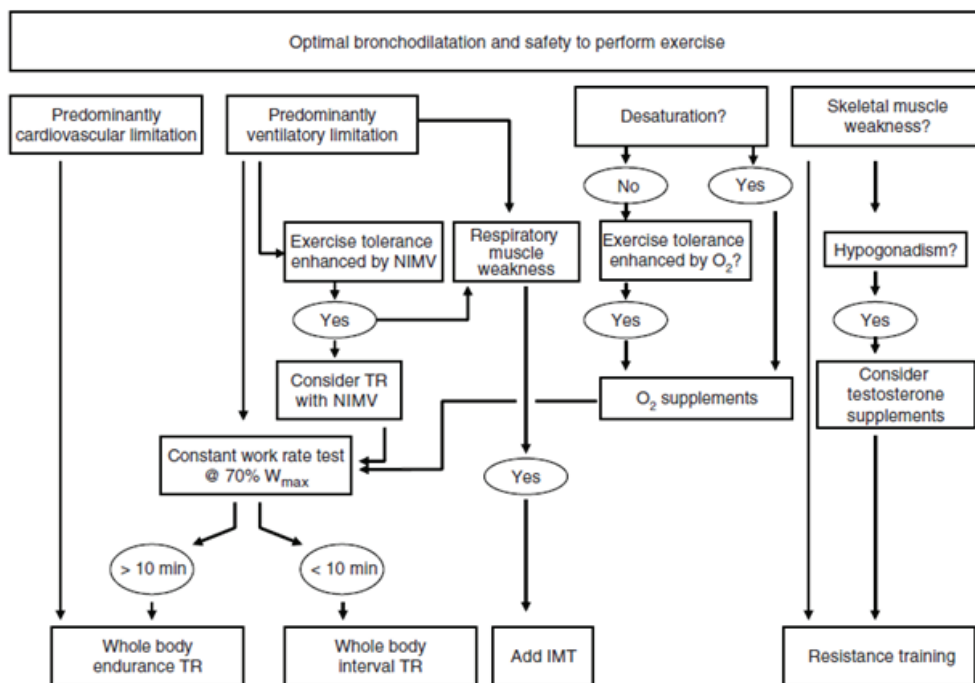 Optimal bronchodilatation and safety to perform exercise
Predominantly
cardiovascular limitation
Predominantly
ventilatory limitation
Desaturation?
Skeletal muscle
weakness?
No
Yes
Exercise tolerance
enhanced by NIMV
Respiratory
muscle
weakness
Exercise tolerance
enhanced by O₂?
Hypogonadism?
Yes
Yes
Yes
Consider TR
with NIMV
O₂ supplements
Consider
testosterone
supplements
Constant work rate test
@ 70% Wmax
Yes
> 10 min
< 10 min
Whole body
endurance TR
Whole body
interval TR
Add IMT
Resistance training